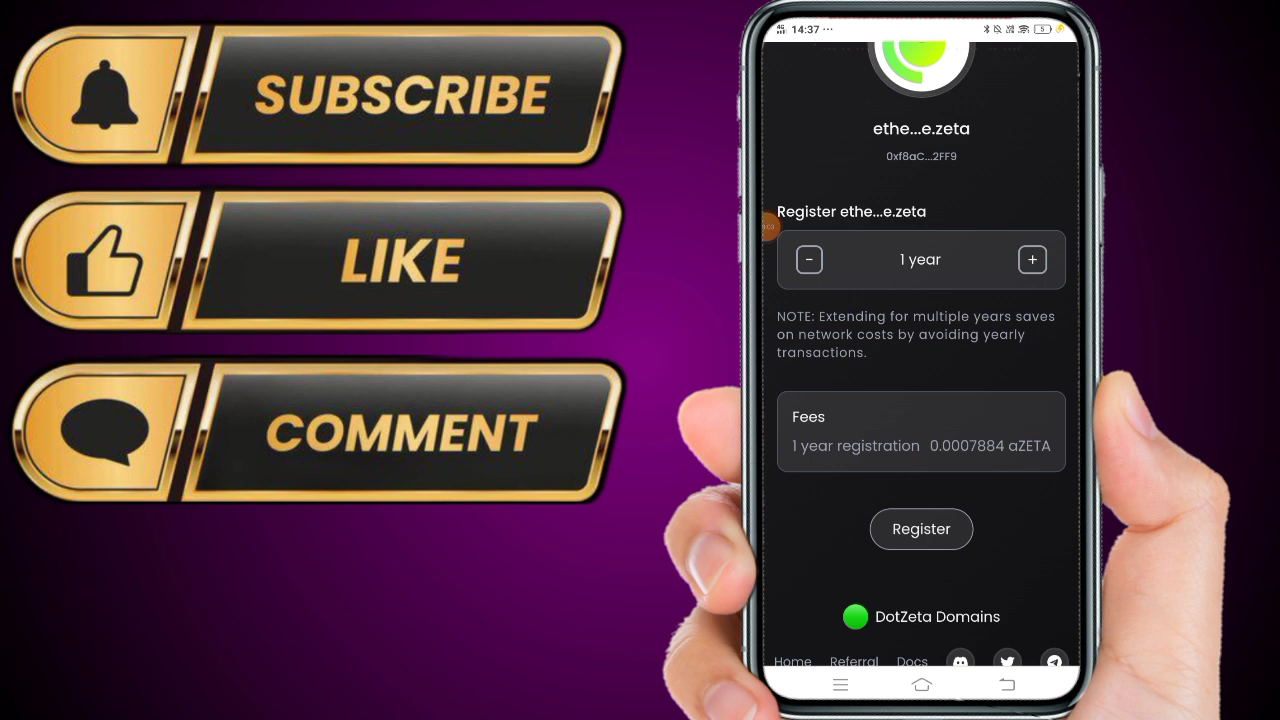 SUBSCRIBE
LIKE
COMMENT
4G 14:37 ...
5
ethe...e.zeta
0xf8aC...2FF9
Register ethe...e.zeta
- 1 year +
NOTE: Extending for multiple years saves
on network costs by avoiding yearly
transactions.
Fees
1 year registration 0.0007884 aZETA
Register
DotZeta Domains
Home Referral Docs